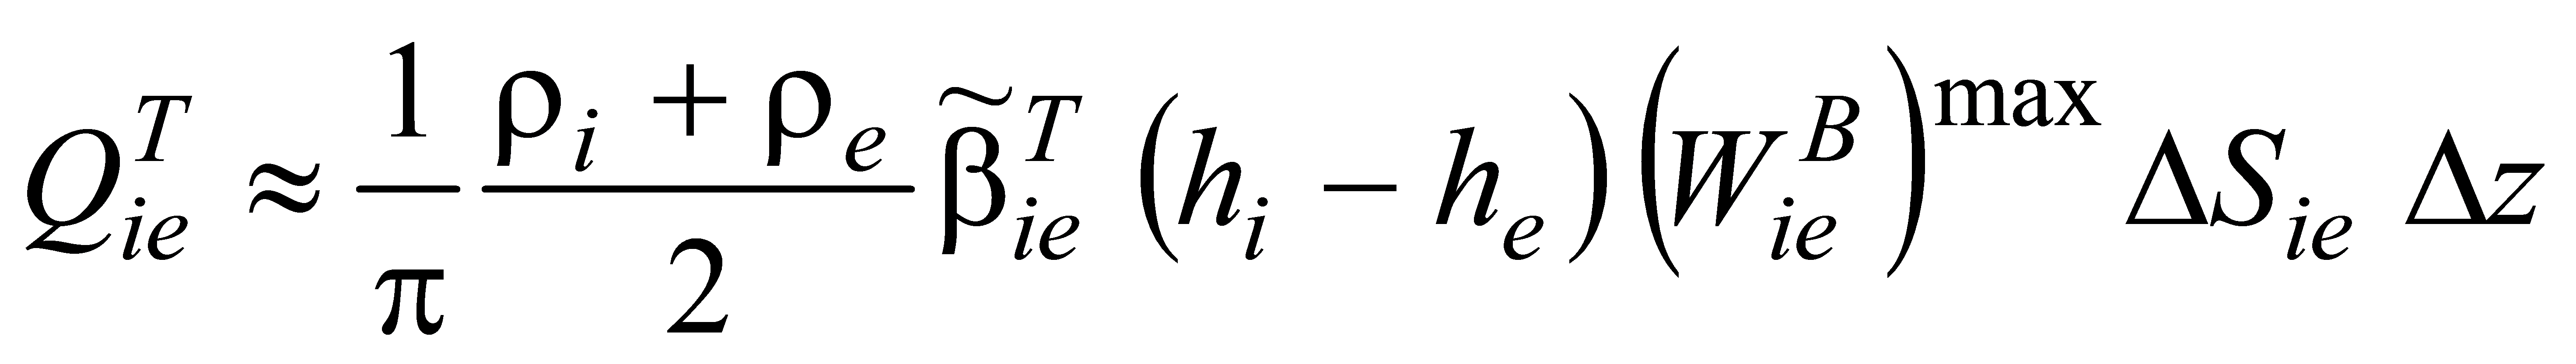 Q_{ie}^{T} ≈ \frac{1}{π} \frac{ρ_i + ρ_e}{2} \tilde{β}_{ie}^{T} (h_i − h_e) (W_{ie}^{B})^{max} ΔS_{ie} Δz